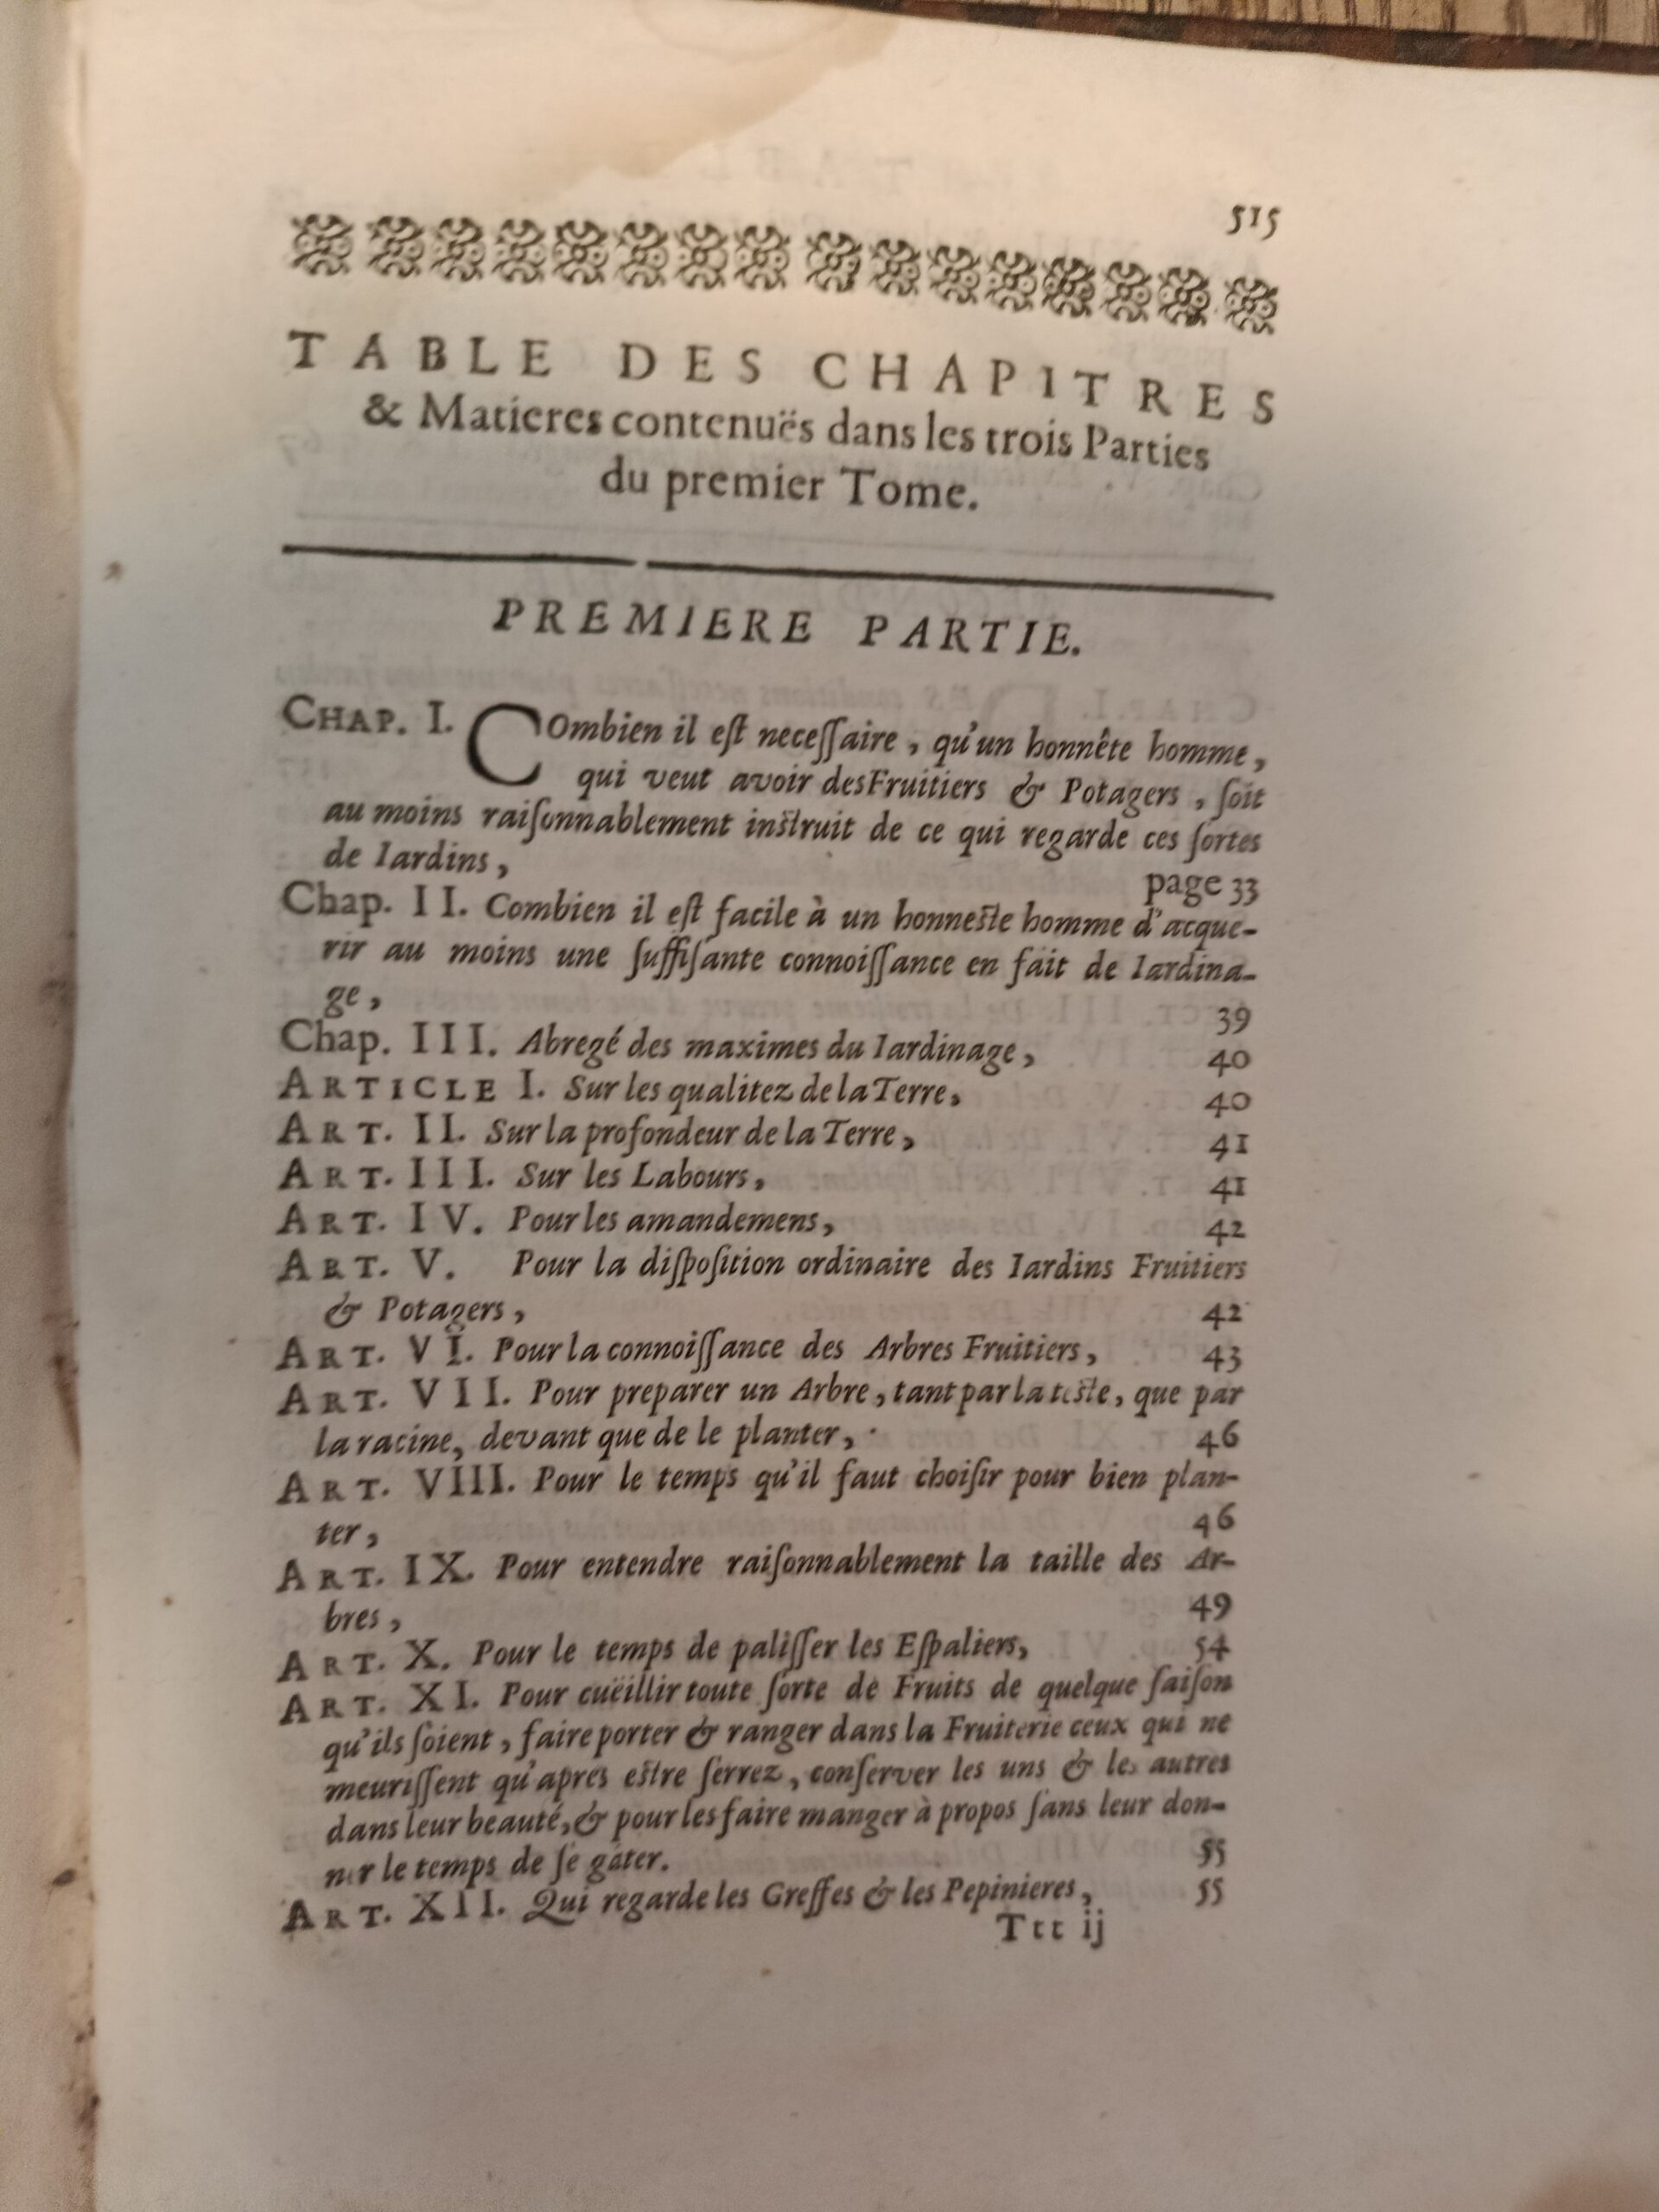 515
TABLE DES CHAPITRES
& Matieres contenuës dans les trois Parties
du premier Tome.
PREMIERE PARTIE.
CHAP. I. COmbien il eſt neceſſaire, qu'un honnête homme,
qui veut avoir des Fruitiers & Potagers, ſoit
au moins raiſonnablement instruit de ce qui regarde ces ſortes
de Iardins, page 33
Chap. II. Combien il eſt facile à un honneste homme d'acque-
rir au moins une ſuffiſante connoiſſance en fait de Iardina-
ge, 39
Chap. III. Abregé des maximes du Iardinage, 40
ARTICLE I. Sur les qualitez de la Terre, 40
ART. II. Sur la profondeur de la Terre, 41
ART. III. Sur les Labours, 41
ART. IV. Pour les amandemens, 42
ART. V. Pour la diſpoſition ordinaire des Iardins Fruitiers
& Potagers, 42
ART. VI. Pour la connoiſſance des Arbres Fruitiers, 43
ART. VII. Pour preparer un Arbre, tant par la teste, que par
la racine, devant que de le planter, 46
ART. VIII. Pour le temps qu'il faut choiſir pour bien plan-
ter, 46
ART. IX. Pour entendre raiſonnablement la taille des Ar-
bres, 49
ART. X. Pour le temps de paliſſer les Eſpaliers, 54
ART. XI. Pour cuëillir toute ſorte de Fruits de quelque ſaiſon
qu'ils ſoient, faire porter & ranger dans la Fruiterie ceux qui ne
meuriſſent qu'apres estre ſerrez, conſerver les uns & les autres
dans leur beauté, & pour les faire manger à propos ſans leur don-
ner le temps de ſe gâter. 55
ART. XII. Qui regarde les Greffes & les Pepinieres, 55
Ttt ij